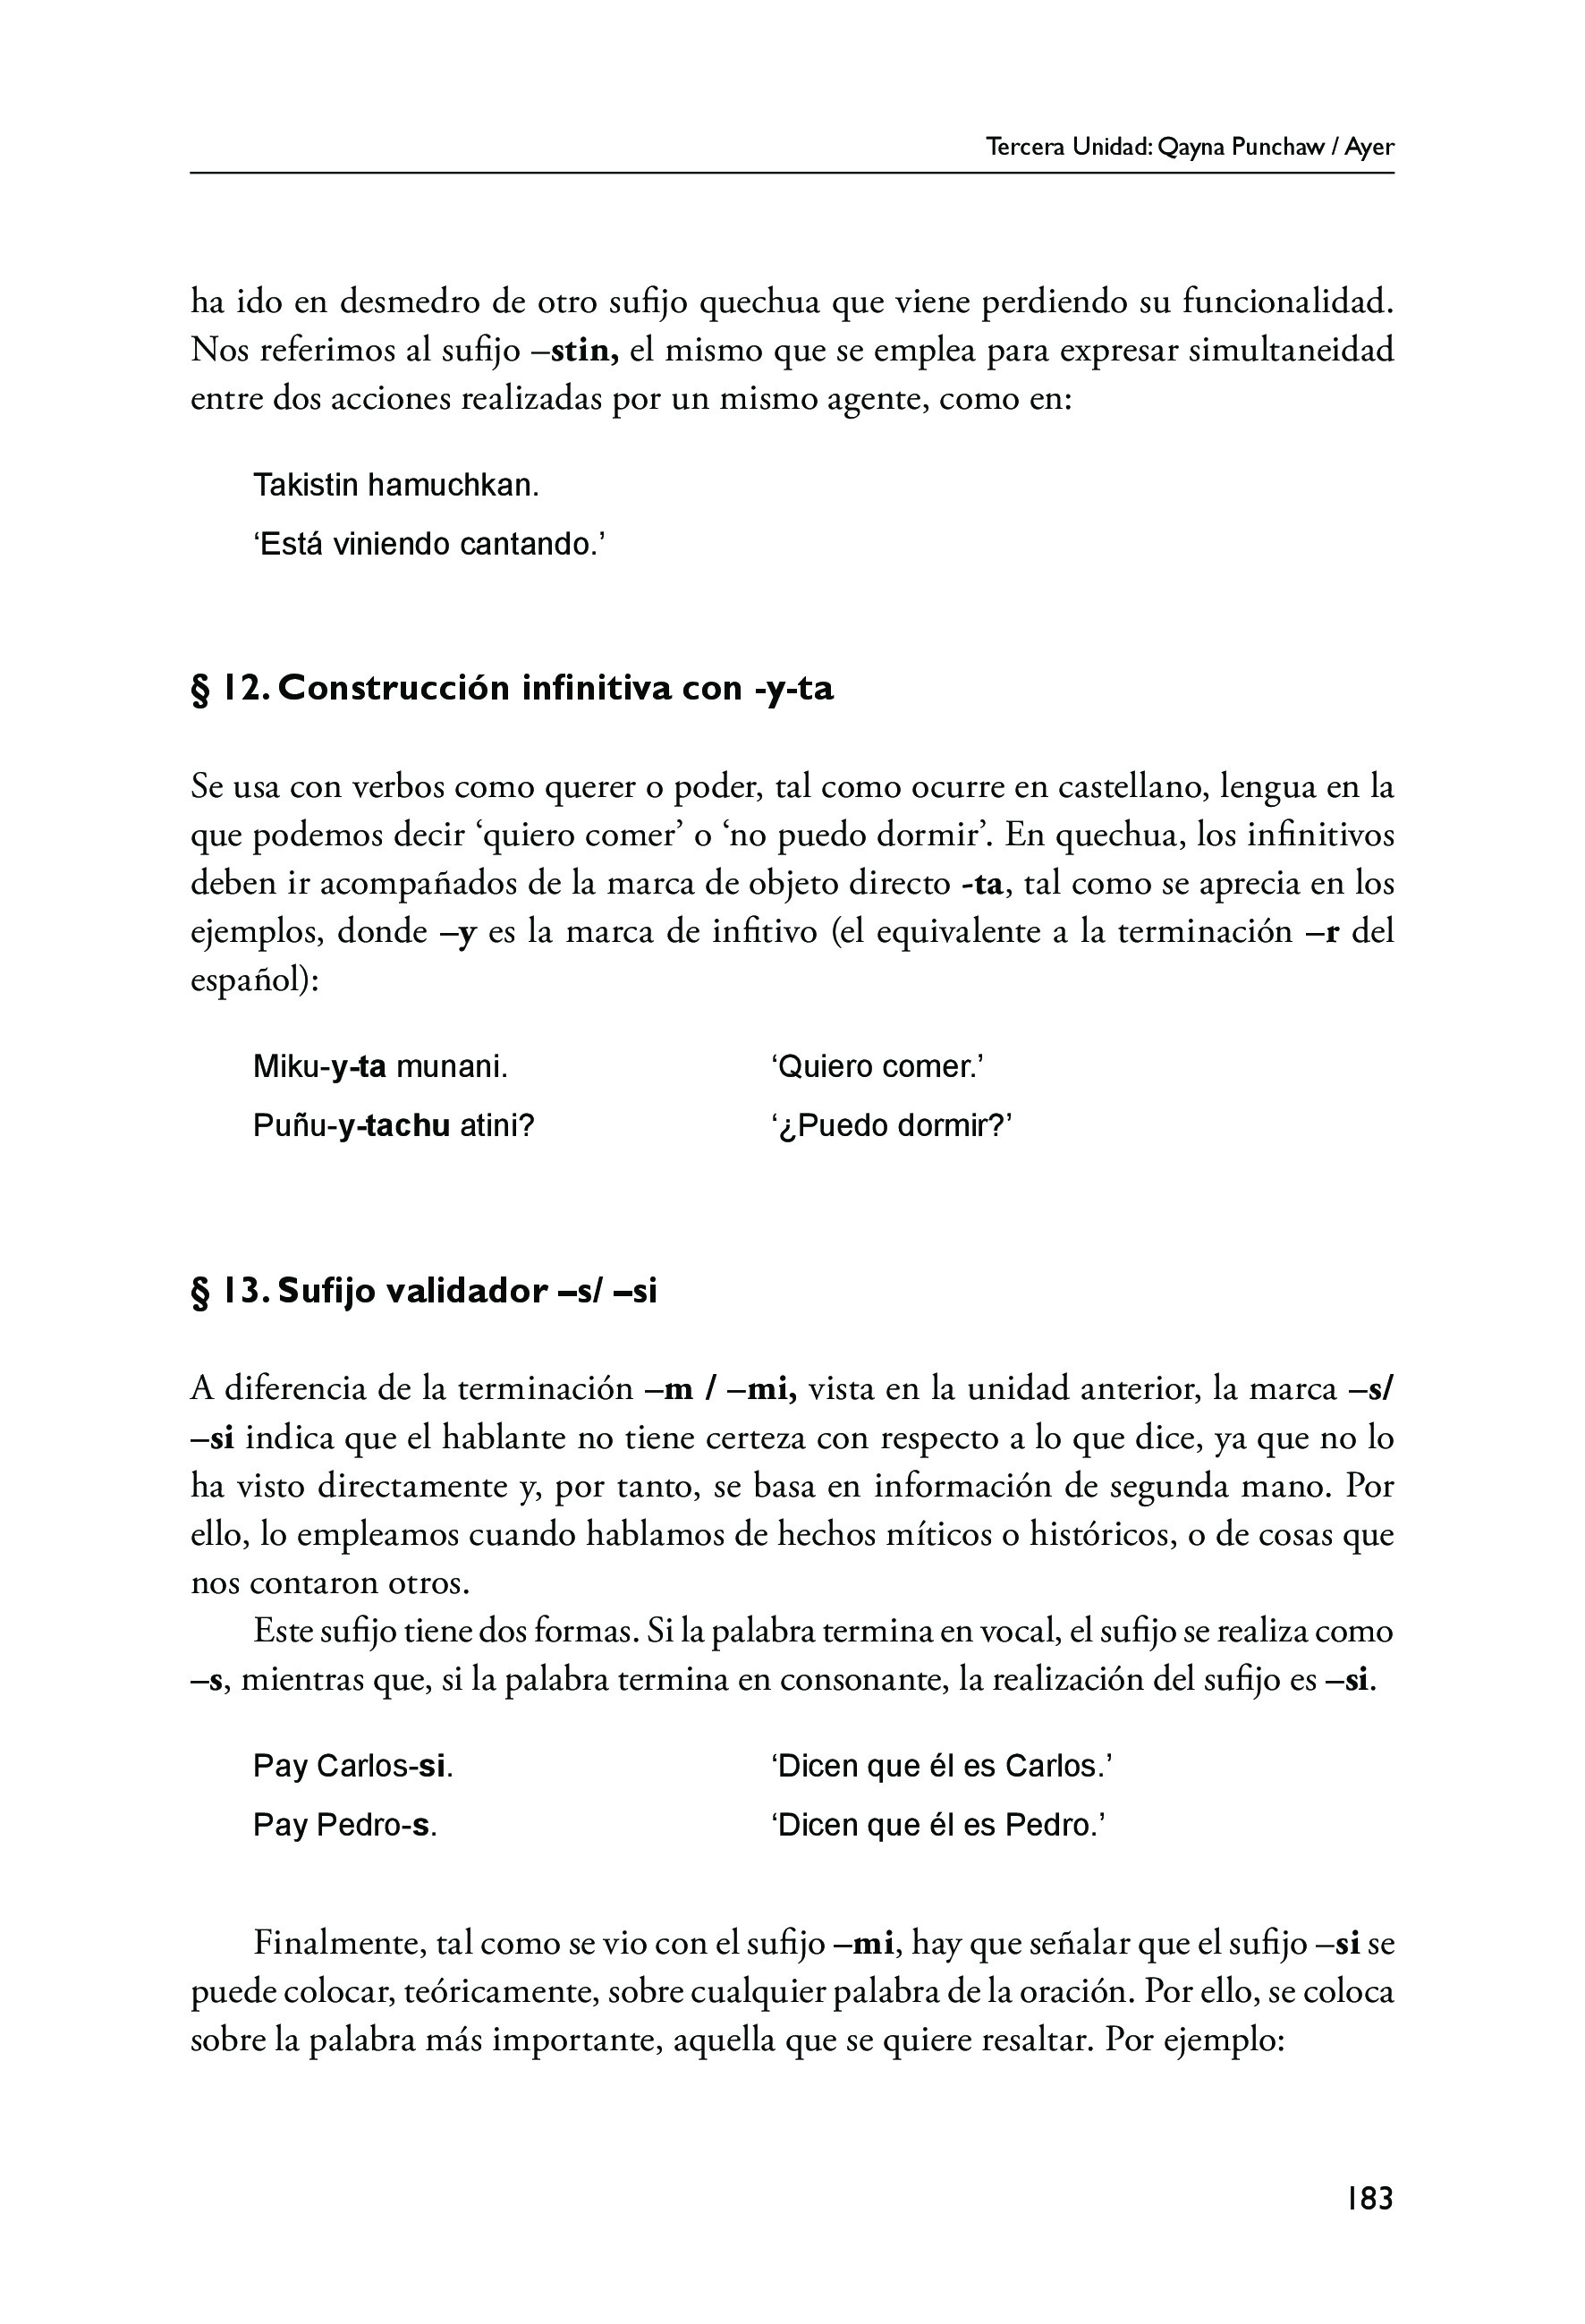 Tercera Unidad: Qayna Punchaw / Ayer
ha ido en desmedro de otro sufijo quechua que viene perdiendo su funcionalidad.
Nos referimos al sufijo –stin, el mismo que se emplea para expresar simultaneidad
entre dos acciones realizadas por un mismo agente, como en:
Takistin hamuchkan.
‘Está viniendo cantando.’
§ 12. Construcción infinitiva con -y-ta
Se usa con verbos como querer o poder, tal como ocurre en castellano, lengua en la
que podemos decir ‘quiero comer’ o ‘no puedo dormir’. En quechua, los infinitivos
deben ir acompañados de la marca de objeto directo -ta, tal como se aprecia en los
ejemplos, donde –y es la marca de infitivo (el equivalente a la terminación –r del
español):
Miku-y-ta munani. ‘Quiero comer.’
Puñu-y-tachu atini? ‘¿Puedo dormir?’
§ 13. Sufijo validador –s/ –si
A diferencia de la terminación –m / –mi, vista en la unidad anterior, la marca –s/
–si indica que el hablante no tiene certeza con respecto a lo que dice, ya que no lo
ha visto directamente y, por tanto, se basa en información de segunda mano. Por
ello, lo empleamos cuando hablamos de hechos míticos o históricos, o de cosas que
nos contaron otros.
Este sufijo tiene dos formas. Si la palabra termina en vocal, el sufijo se realiza como
–s, mientras que, si la palabra termina en consonante, la realización del sufijo es –si.
Pay Carlos-si. ‘Dicen que él es Carlos.’
Pay Pedro-s. ‘Dicen que él es Pedro.’
Finalmente, tal como se vio con el sufijo –mi, hay que señalar que el sufijo –si se
puede colocar, teóricamente, sobre cualquier palabra de la oración. Por ello, se coloca
sobre la palabra más importante, aquella que se quiere resaltar. Por ejemplo:
183